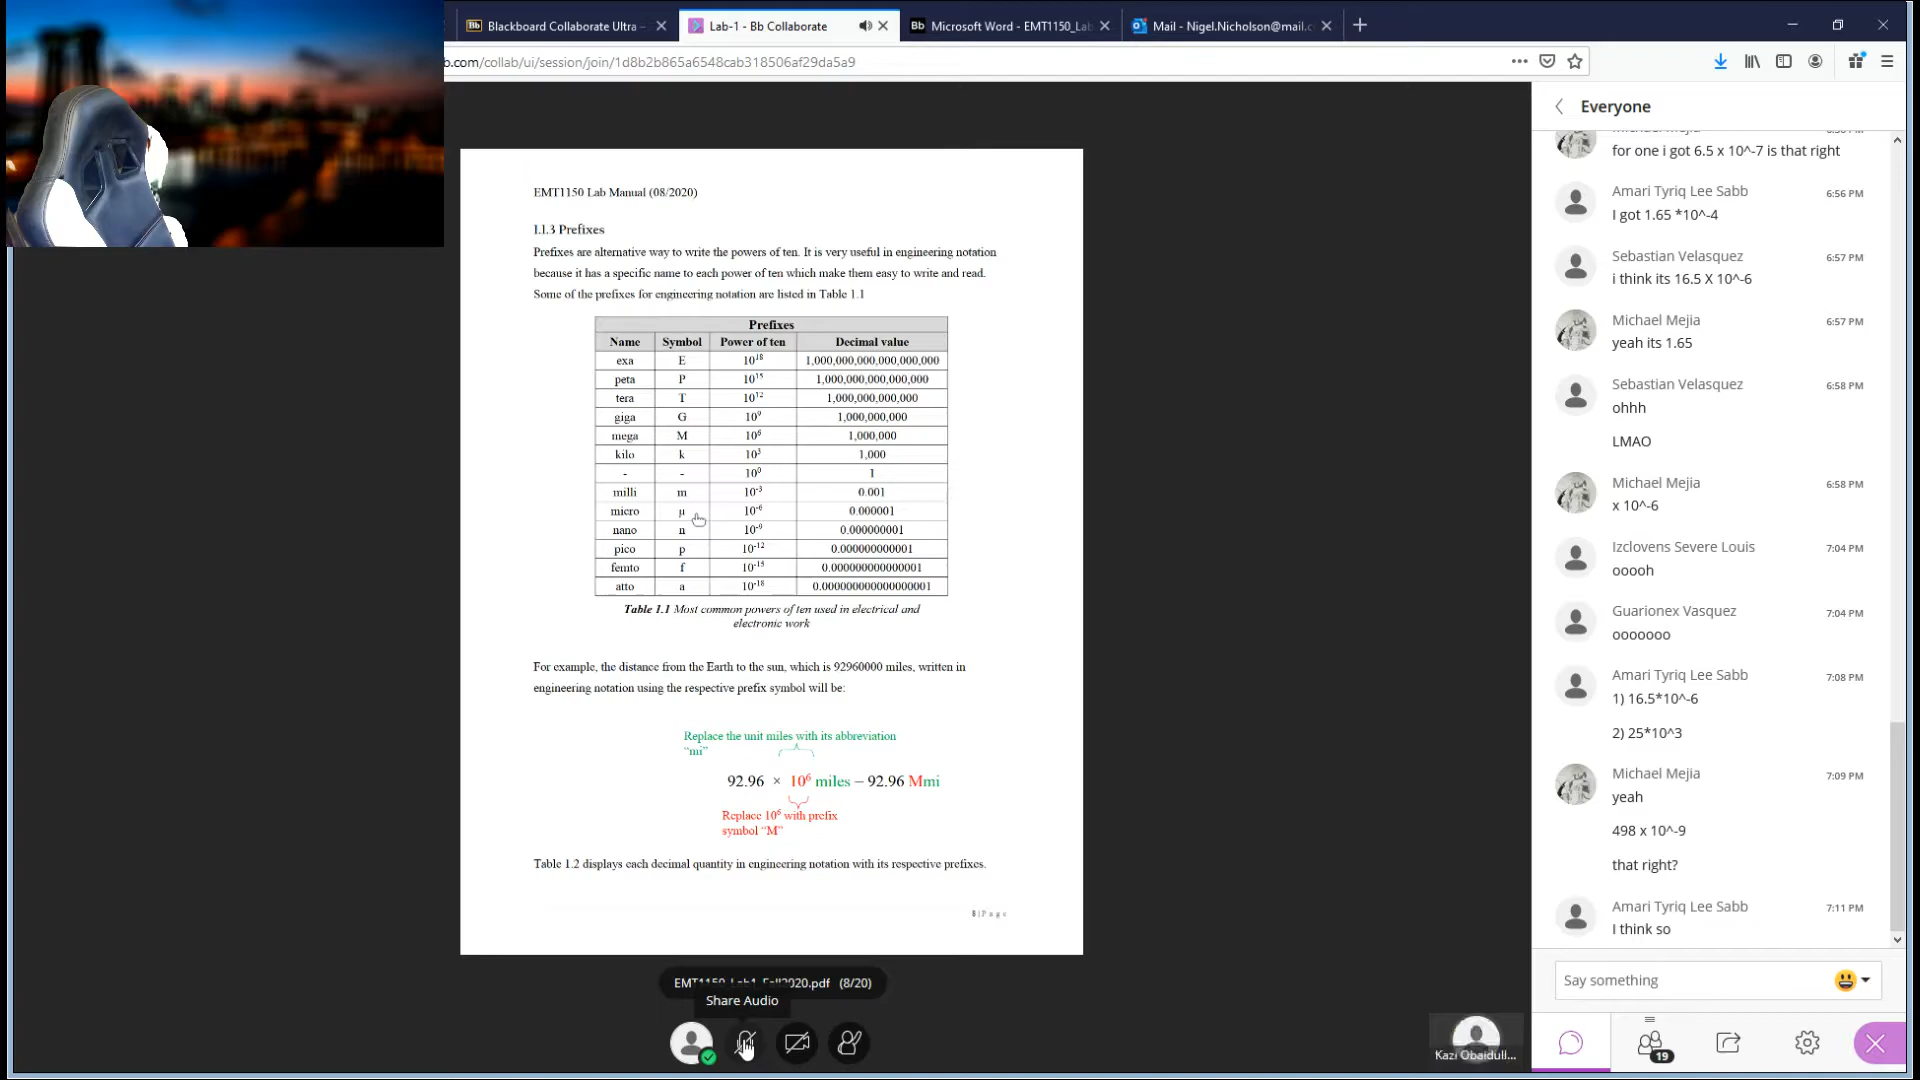 Blackboard Collaborate Ultra –
Lab-1 - Bb Collaborate
Bb
Microsoft Word - EMT1150_Lab
Mail - Nigel.Nicholson@mail.c
b.com/collab/ui/session/join/1d8b2b865a6548cab318506af29da5a9
EMT1150 Lab Manual (08/2020)
1.1.3 Prefixes
Prefixes are alternative way to write the powers of ten. It is very useful in engineering notation
because it has a specific name to each power of ten which make them easy to write and read.
Some of the prefixes for engineering notation are listed in Table 1.1
Prefixes
Name Symbol Power of ten Decimal value
exa E 10^18 1,000,000,000,000,000,000
peta P 10^15 1,000,000,000,000,000
tera T 10^12 1,000,000,000,000
giga G 10^9 1,000,000,000
mega M 10^6 1,000,000
kilo k 10^3 1,000
- - 10^0 1
milli m 10^-3 0.001
micro μ 10^-6 0.000001
nano n 10^-9 0.000000001
pico p 10^-12 0.000000000001
femto f 10^-15 0.000000000000001
atto a 10^-18 0.000000000000000001
Table 1.1 Most common powers of ten used in electrical and
electronic work
For example, the distance from the Earth to the sun, which is 92960000 miles, written in
engineering notation using the respective prefix symbol will be:
Replace the unit miles with its abbreviation
“mi”
92.96 × 10^6 miles – 92.96 Mmi
Replace 10^6 with prefix
symbol “M”
Table 1.2 displays each decimal quantity in engineering notation with its respective prefixes.
8 | P a g e
EMT1150_Lab1_Fall2020.pdf (8/20)
Share Audio
Kazi Obaidull...
Everyone
Michael Mejia
for one i got 6.5 x 10^-7 is that right
Amari Tyriq Lee Sabb 6:56 PM
I got 1.65 *10^-4
Sebastian Velasquez 6:57 PM
i think its 16.5 X 10^-6
Michael Mejia 6:57 PM
yeah its 1.65
Sebastian Velasquez 6:58 PM
ohhh
LMAO
Michael Mejia 6:58 PM
x 10^-6
Izclovens Severe Louis 7:04 PM
ooooh
Guarionex Vasquez 7:04 PM
ooooooo
Amari Tyriq Lee Sabb 7:08 PM
1) 16.5*10^-6
2) 25*10^3
Michael Mejia 7:09 PM
yeah
498 x 10^-9
that right?
Amari Tyriq Lee Sabb 7:11 PM
I think so
Say something
19